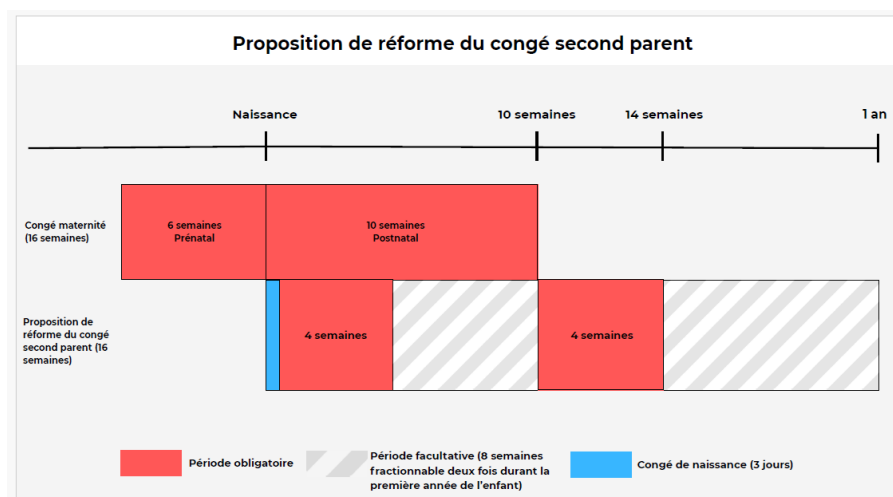 Proposition de réforme du congé second parent
Naissance
10 semaines
14 semaines
1 an
Congé maternité
(16 semaines)
6 semaines
Prénatal
10 semaines
Postnatal
Proposition de
réforme du congé
second parent (16
semaines)
4 semaines
4 semaines
Période obligatoire
Période facultative (8 semaines
fractionnable deux fois durant la
première année de l'enfant)
Congé de naissance (3 jours)